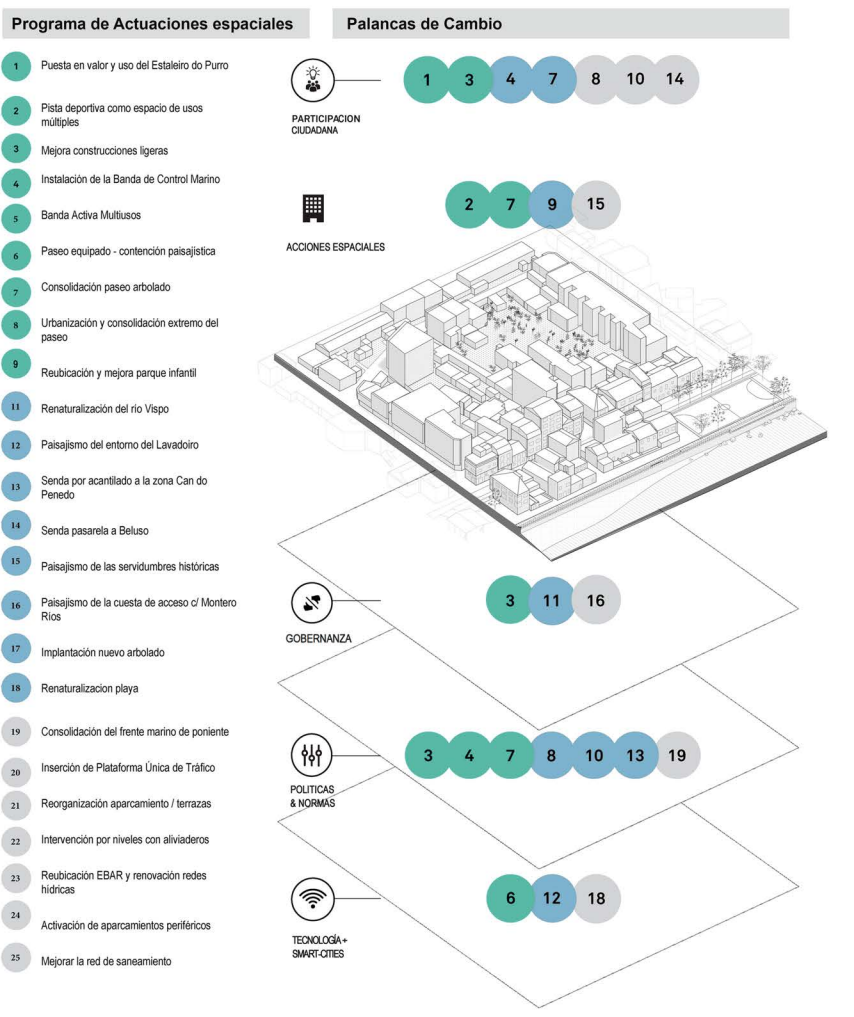 Programa de Actuaciones espaciales
1 Puesta en valor y uso del Estaleiro do Purro
2 Pista deportiva como espacio de usos
múltiples
3 Mejora construcciones ligeras
4 Instalación de la Banda de Control Marino
5 Banda Activa Multiusos
6 Paseo equipado - contención paisajística
7 Consolidación paseo arbolado
8 Urbanización y consolidación extremo del
paseo
9 Reubicación y mejora parque infantil
11 Renaturalización del río Vispo
12 Paisajismo del entorno del Lavadoiro
13 Senda por acantilado a la zona Can do
Penedo
14 Senda pasarela a Beluso
15 Paisajismo de las servidumbres históricas
16 Paisajismo de la cuesta de acceso c/ Montero
Ríos
17 Implantación nuevo arbolado
18 Renaturalizacion playa
19 Consolidación del frente marino de poniente
20 Inserción de Plataforma Única de Tráfico
21 Reorganización aparcamiento / terrazas
22 Intervención por niveles con aliviaderos
23 Reubicación EBAR y renovación redes
hídricas
24 Activación de aparcamientos periféricos
25 Mejorar la red de saneamiento
Palancas de Cambio
PARTICIPACION
CIUDADANA
1 3 4 7 8 10 14
ACCIONES ESPACIALES
2 7 9 15
GOBERNANZA
3 11 16
POLITICAS
& NORMAS
3 4 7 8 10 13 19
TECNOLOGÍA +
SMART-CITIES
6 12 18